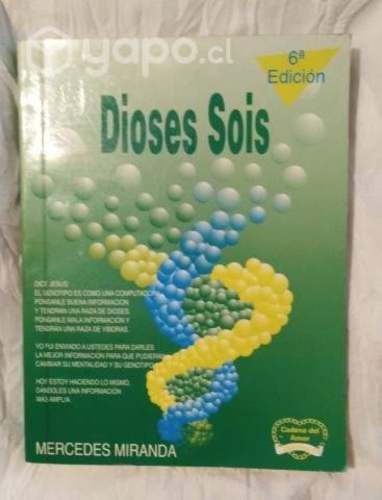 yapo.cl
6ª
Edición
Dioses Sois
DICE JESUS:
EL GENOTIPO ES COMO UNA COMPUTADORA
PONGANLE BUENA INFORMACION
Y TENDRAN UNA RAZA DE DIOSES
PONGANLE MALA INFORMACION Y
TENDRAN UNA RAZA DE VIBORAS.
YO FUI ENVIADO A USTEDES PARA DARLES
LA MEJOR INFORMACION PARA QUE PUDIERAN
CAMBIAR SU MENTALIDAD Y SU GENOTIPO
HOY ESTOY HACIENDO LO MISMO,
DANDOLES UNA INFORMACION
MAS AMPLIA.
Cadena del
Amor
MERCEDES MIRANDA